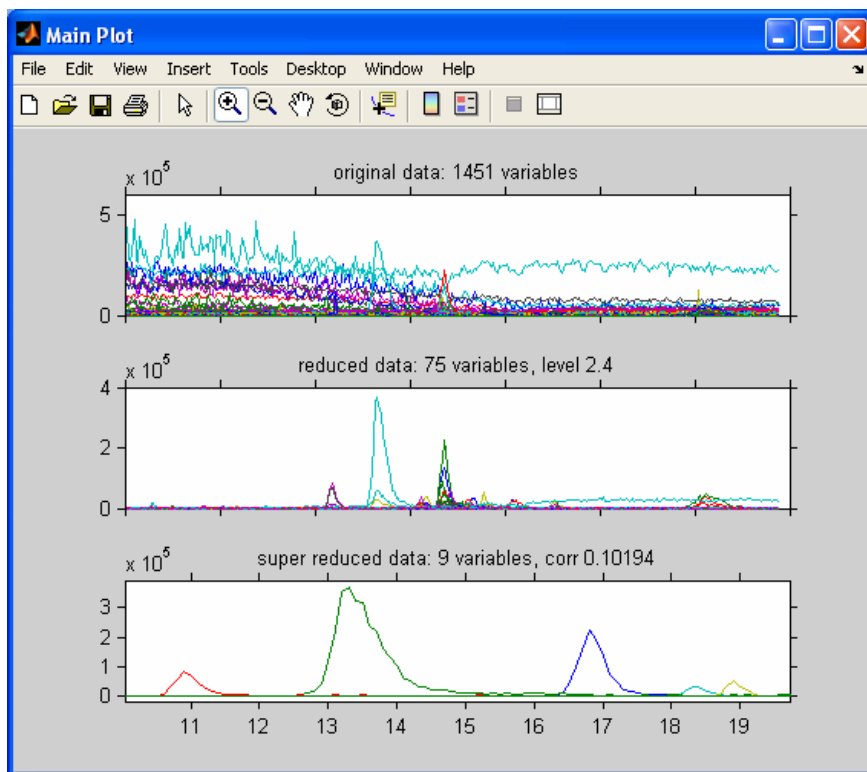 Main Plot
File Edit View Insert Tools Desktop Window Help
x 10^5
original data: 1451 variables
5
0
x 10^5
reduced data: 75 variables, level 2.4
4
2
0
x 10^5
super reduced data: 9 variables, corr 0.10194
3
2
1
0
11 12 13 14 15 16 17 18 19